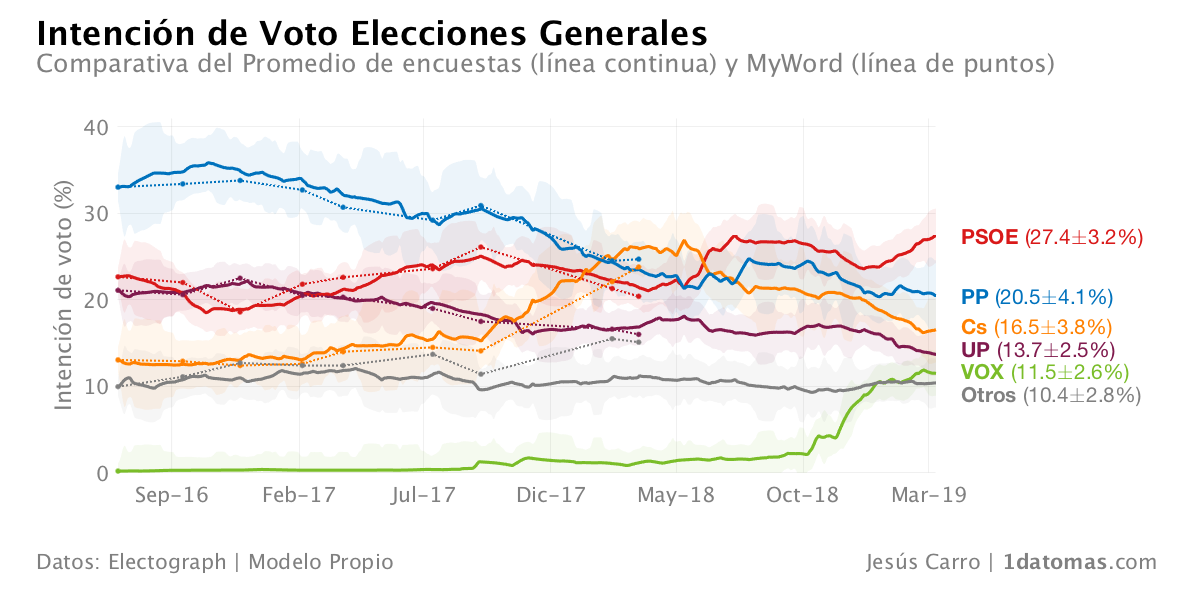 Intención de Voto Elecciones Generales
Comparativa del Promedio de encuestas (línea continua) y MyWord (línea de puntos)
Intención de voto (%)
40
30
20
10
0
Sep-16 Feb-17 Jul-17 Dic-17 May-18 Oct-18 Mar-19
PSOE (27.4±3.2%)
PP (20.5±4.1%)
Cs (16.5±3.8%)
UP (13.7±2.5%)
VOX (11.5±2.6%)
Otros (10.4±2.8%)
Datos: Electograph | Modelo Propio
Jesús Carro | 1datomas.com